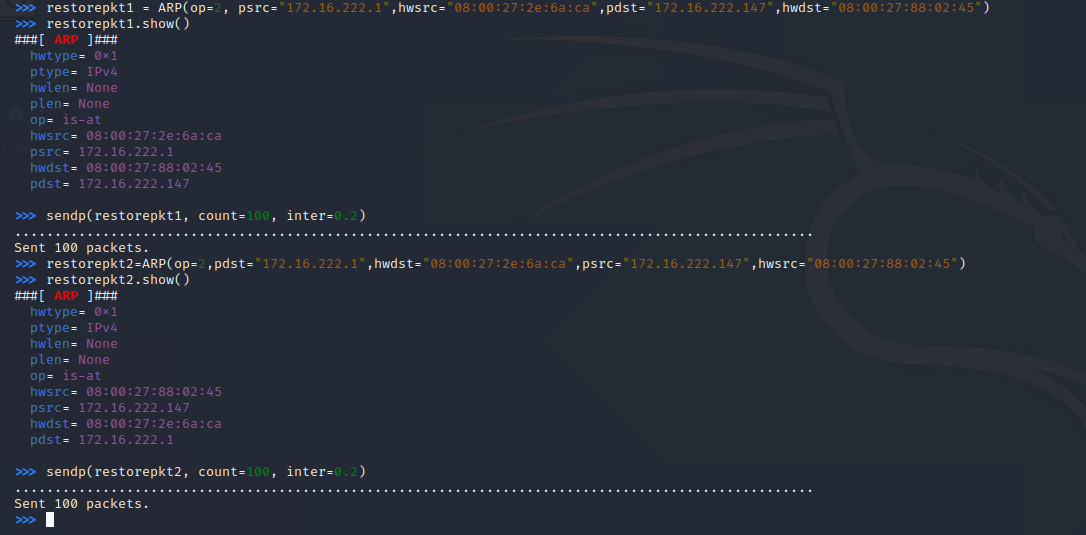 >>> restorepkt1 = ARP(op=2, psrc="172.16.222.1",hwsrc="08:00:27:2e:6a:ca",pdst="172.16.222.147",hwdst="08:00:27:88:02:45")
>>> restorepkt1.show()
###[ ARP ]###
  hwtype= 0×1
  ptype= IPv4
  hwlen= None
  plen= None
  op= is-at
  hwsrc= 08:00:27:2e:6a:ca
  psrc= 172.16.222.1
  hwdst= 08:00:27:88:02:45
  pdst= 172.16.222.147
>>> sendp(restorepkt1, count=100, inter=0.2)
....................................................................................................
Sent 100 packets.
>>> restorepkt2=ARP(op=2,pdst="172.16.222.1",hwdst="08:00:27:2e:6a:ca",psrc="172.16.222.147",hwsrc="08:00:27:88:02:45")
>>> restorepkt2.show()
###[ ARP ]###
  hwtype= 0×1
  ptype= IPv4
  hwlen= None
  plen= None
  op= is-at
  hwsrc= 08:00:27:88:02:45
  psrc= 172.16.222.147
  hwdst= 08:00:27:2e:6a:ca
  pdst= 172.16.222.1
>>> sendp(restorepkt2, count=100, inter=0.2)
....................................................................................................
Sent 100 packets.
>>>